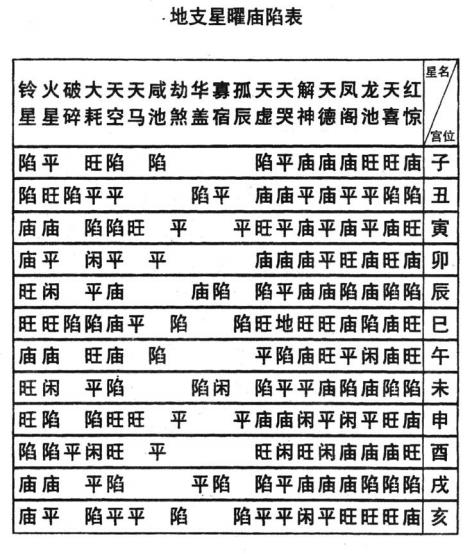 地支星曜庙陷表
铃火破大天天咸劫华寡孤天天解天凤龙天红 星名
星星碎耗空马池煞盖宿辰虚哭神德阁池喜惊 宫位
陷平 旺陷 陷 陷平庙庙庙旺旺庙 子
陷旺陷平平 陷平 庙庙平庙平平陷陷 丑
庙庙 陷陷旺 平 平旺平庙平庙平庙旺 寅
庙平 闲平 平 庙庙庙平旺庙旺庙 卯
旺闲 平庙 庙陷 陷平庙庙陷庙陷陷 辰
旺旺陷陷庙平 陷 陷旺地旺旺庙陷庙旺 巳
庙庙 旺庙 陷 平陷庙旺平闲庙旺 午
旺闲 平陷 陷闲 陷平平庙陷庙陷陷 未
旺陷 陷旺旺 平 平庙庙闲平闲平旺庙 申
陷陷平闲旺 平 旺闲旺闲庙庙庙旺 酉
庙庙 平陷 平陷 陷平庙庙庙陷陷陷 戌
庙平 陷平平 陷 陷平平闲平旺旺旺庙 亥